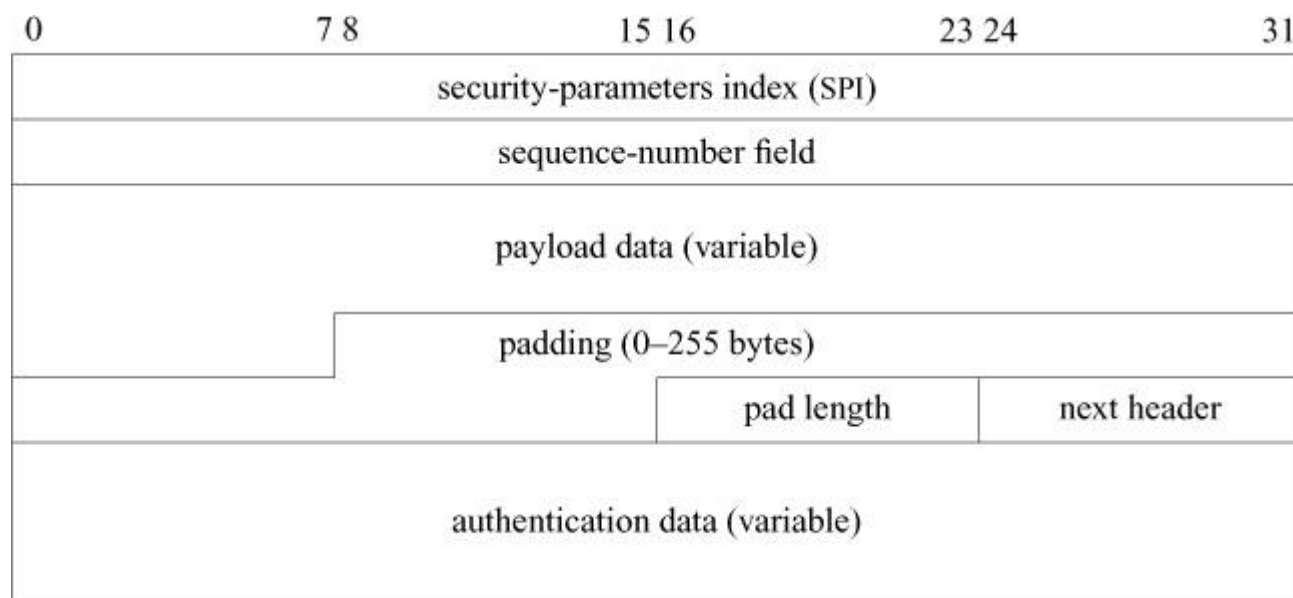 0 7 8 15 16 23 24 31
security-parameters index (SPI)
sequence-number field
payload data (variable)
padding (0–255 bytes)
pad length next header
authentication data (variable)